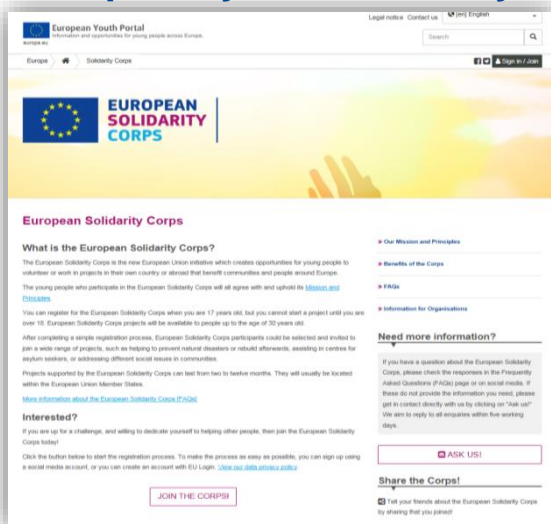 Legal notice Contact us [en] English
European Youth Portal
Information and opportunities for young people across Europe.
europa.eu
Search
Europe Solidarity Corps
Sign in / Join
EUROPEAN
SOLIDARITY
CORPS
European Solidarity Corps
What is the European Solidarity Corps?
The European Solidarity Corps is the new European Union initiative which creates opportunities for young people to
volunteer or work in projects in their own country or abroad that benefit communities and people around Europe.
The young people who participate in the European Solidarity Corps will all agree with and uphold its Mission and
Principles.
You can register for the European Solidarity Corps when you are 17 years old, but you cannot start a project until you are
over 18. European Solidarity Corps projects will be available to people up to the age of 30 years old.
After completing a simple registration process, European Solidarity Corps participants could be selected and invited to
join a wide range of projects, such as helping to prevent natural disasters or rebuild afterwards, assisting in centres for
asylum seekers, or addressing different social issues in communities.
Projects supported by the European Solidarity Corps can last from two to twelve months. They will usually be located
within the European Union Member States.
More information about the European Solidarity Corps (FAQs)
Interested?
If you are up for a challenge, and willing to dedicate yourself to helping other people, then join the European Solidarity
Corps today!
Click the button below to start the registration process. To make the process as easy as possible, you can sign up using
a social media account, or you can create an account with EU Login. View our data privacy policy.
JOIN THE CORPS!
» Our Mission and Principles
» Benefits of the Corps
» FAQs
» Information for Organisations
Need more information?
If you have a question about the European Solidarity
Corps, please check the responses in the Frequently
Asked Questions (FAQs) page or on social media. If
these do not provide the information you need, please
get in contact directly with us by clicking on "Ask us!"
We aim to reply to all enquiries within five working
days.
ASK US!
Share the Corps!
Tell your friends about the European Solidarity Corps
by sharing that you joined!